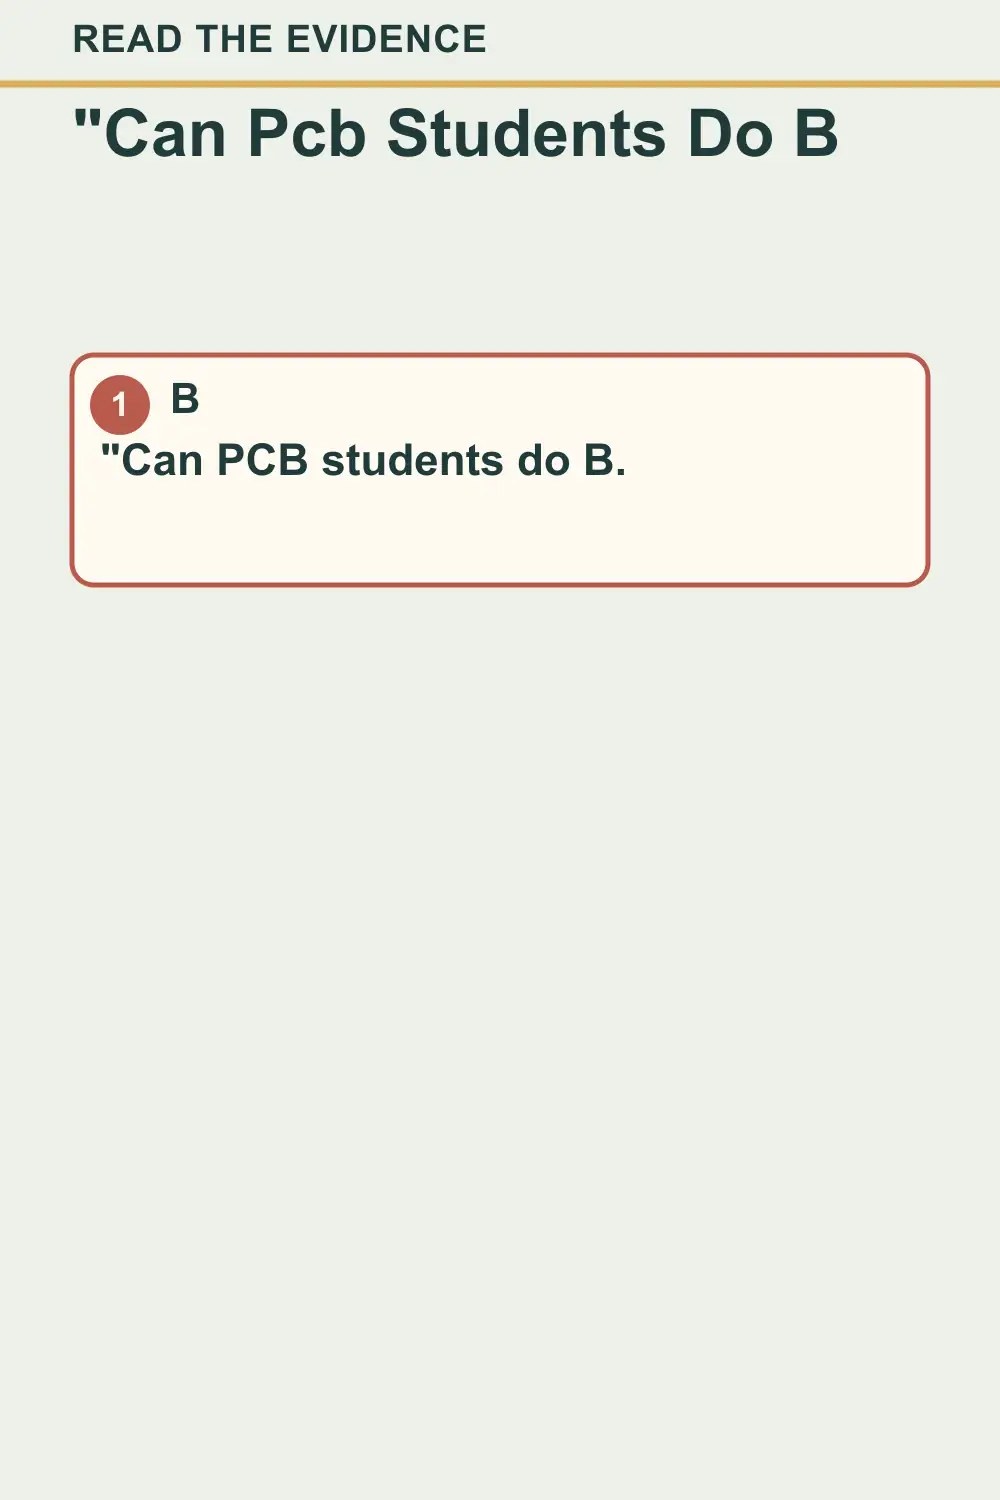 READ THE EVIDENCE
"Can Pcb Students Do B
1
B
"Can PCB students do B.